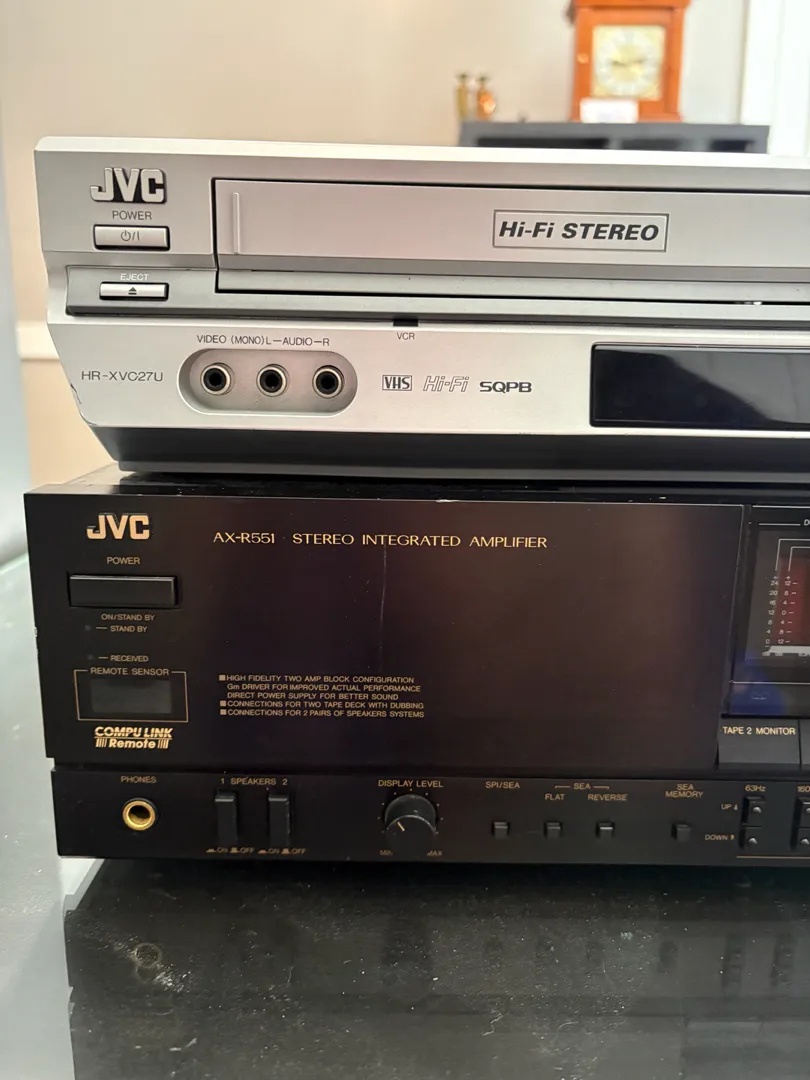 JVC
POWER
Hi-Fi STEREO
EJECT
VCR
VIDEO (MONO) L—AUDIO—R
HR-XVC27U
VHS Hi-Fi SQPB
JVC
AX-R551 STEREO INTEGRATED AMPLIFIER
POWER
ON/STAND BY
STAND BY
RECEIVED
REMOTE SENSOR
HIGH FIDELITY TWO AMP BLOCK CONFIGURATION
Gm DRIVER FOR IMPROVED ACTUAL PERFORMANCE
DIRECT POWER SUPPLY FOR BETTER SOUND
CONNECTIONS FOR TWO TAPE DECK WITH DUBBING
CONNECTIONS FOR 2 PAIRS OF SPEAKERS SYSTEMS
COMPU LINK
Remote
TAPE 2 MONITOR
PHONES
1 SPEAKERS 2
ON OFF ON OFF
DISPLAY LEVEL
MIN MAX
SPI/SEA
SEA
FLAT REVERSE
SEA
MEMORY
63Hz
UP
DOWN